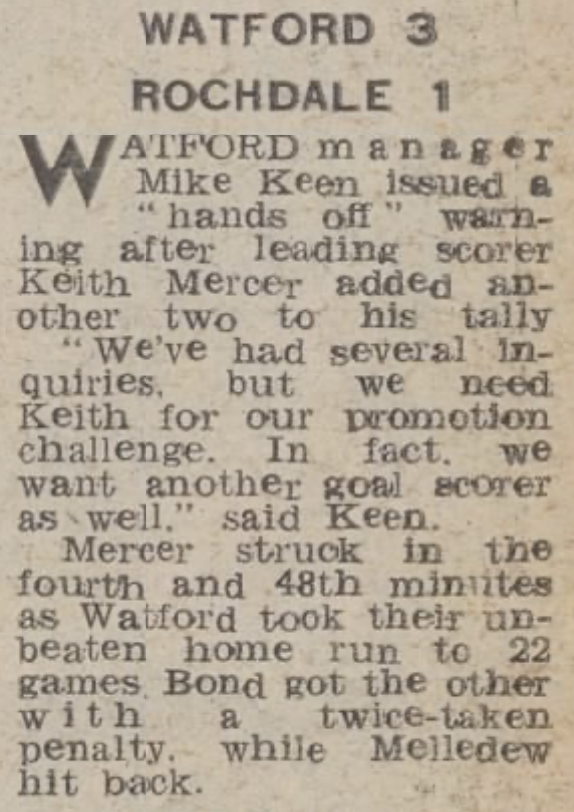 WATFORD 3
ROCHDALE 1
WATFORD manager
Mike Keen issued a
"hands off" warn-
ing after leading scorer
Keith Mercer added an-
other two to his tally
"We've had several in-
quiries, but we need
Keith for our promotion
challenge. In fact. we
want another goal scorer
as well," said Keen.
Mercer struck in the
fourth and 48th minutes
as Watford took their un-
beaten home run to 22
games. Bond got the other
with a twice-taken
penalty, while Melledew
hit back.